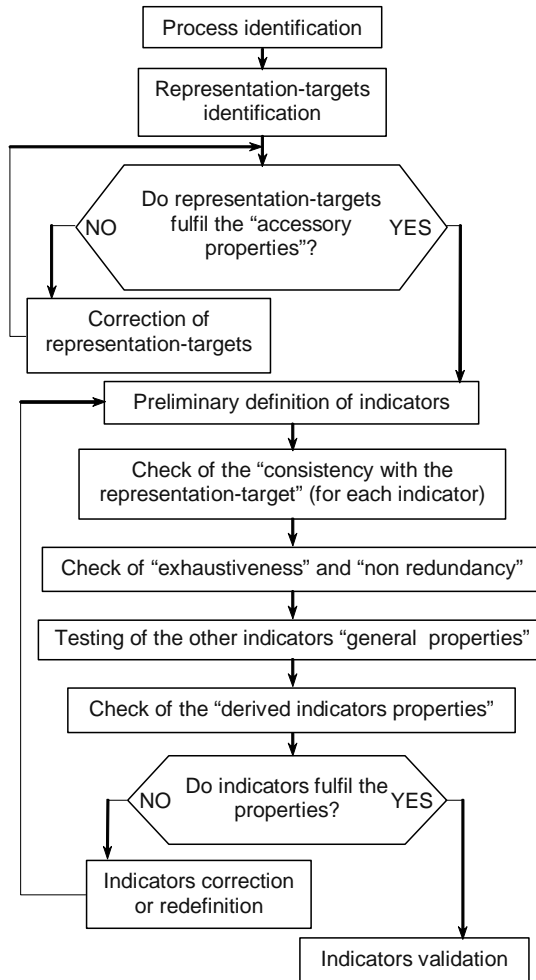 Process identification
Representation-targets
identification
Do representation-targets
NO fulfil the “accessory YES
properties”?
Correction of
representation-targets
Preliminary definition of indicators
Check of the “consistency with the
representation-target” (for each indicator)
Check of “exhaustiveness” and “non redundancy”
Testing of the other indicators “general properties”
Check of the “derived indicators properties”
NO Do indicators fulfil the YES
properties?
Indicators correction
or redefinition
Indicators validation